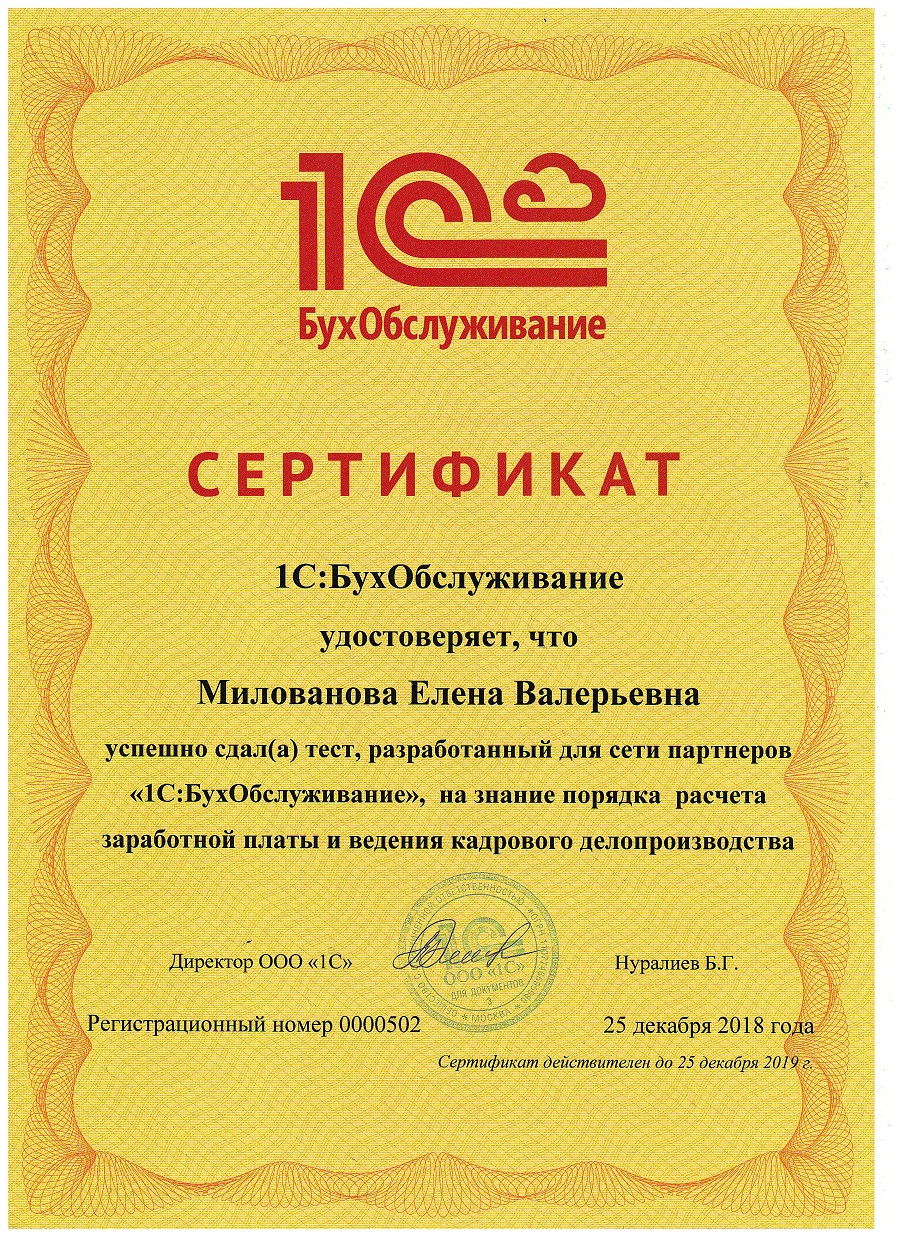 1С
БухОбслуживание
СЕРТИФИКАТ
1С:БухОбслуживание
удостоверяет, что
Милованова Елена Валерьевна
успешно сдал(а) тест, разработанный для сети партнеров
«1С:БухОбслуживание», на знание порядка расчета
заработной платы и ведения кадрового делопроизводства
Директор ООО «1С»
ООО «1С»
ДЛЯ ДОКУМЕНТОВ
3
МОСКВА
Нуралиев Б.Г.
Регистрационный номер 0000502
25 декабря 2018 года
Сертификат действителен до 25 декабря 2019 г.